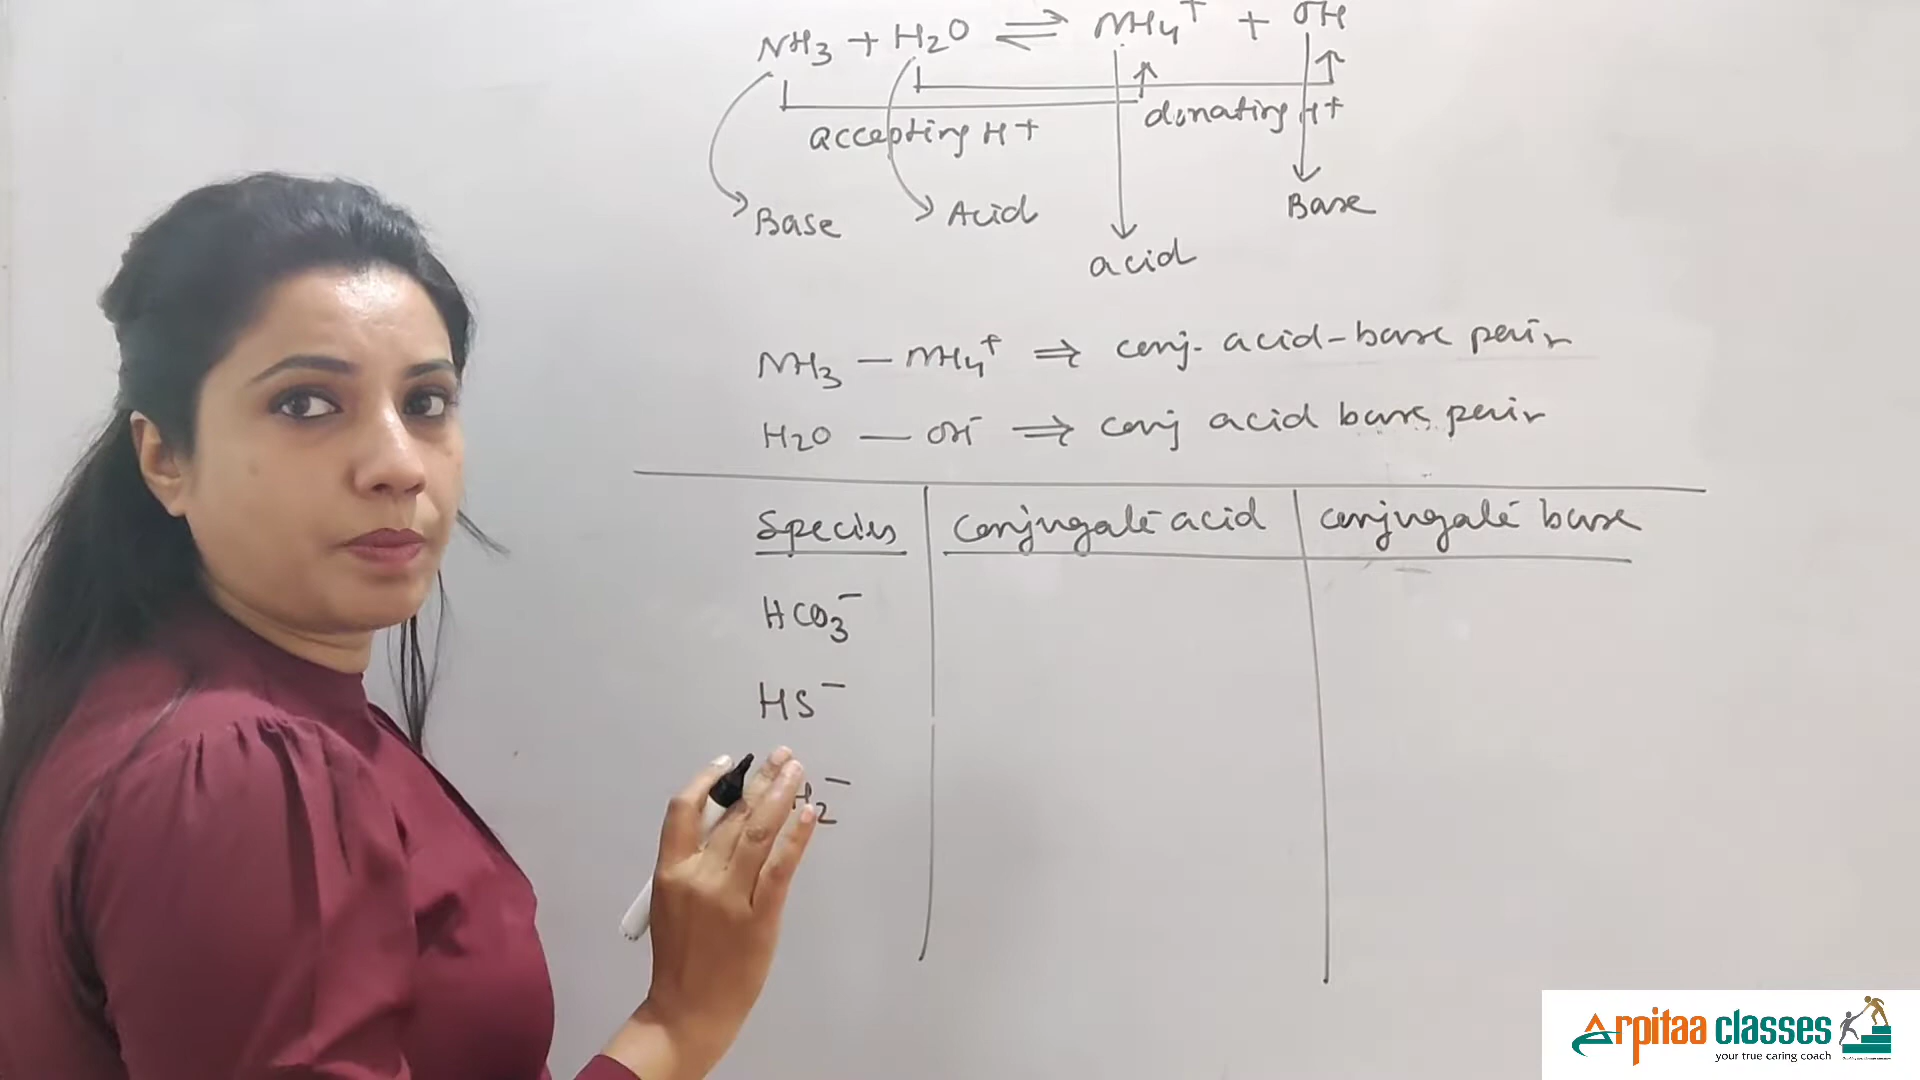 NH3 + H2O ⇌ NH4+ + OH
accepting H+ donating H+
Base Acid acid Base
NH3 — NH4+ ⇒ conj. acid-base pair
H2O — OH- ⇒ conj acid base pair
Species conjugate acid conjugate base
HCO3-
HS-
H2-
Arpitaa classes
your true caring coach